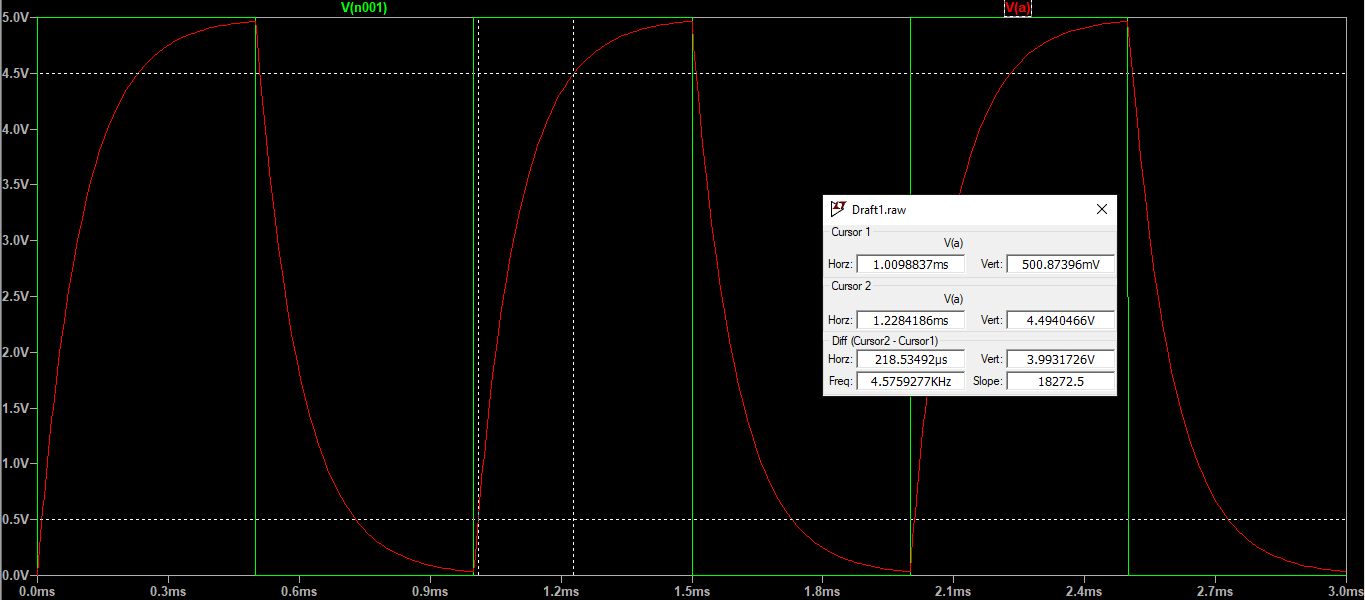 V(n001) V(a)
5.0V
4.5V
4.0V
3.5V
3.0V
2.5V
2.0V
1.5V
1.0V
0.5V
0.0V
0.0ms 0.3ms 0.6ms 0.9ms 1.2ms 1.5ms 1.8ms 2.1ms 2.4ms 2.7ms 3.0ms
Draft1.raw
Cursor 1
V(a)
Horz: 1.0098837ms Vert: 500.87396mV
Cursor 2
V(a)
Horz: 1.2284186ms Vert: 4.4940466V
Diff (Cursor2 - Cursor1)
Horz: 218.53492µs Vert: 3.9931726V
Freq: 4.5759277KHz Slope: 18272.5